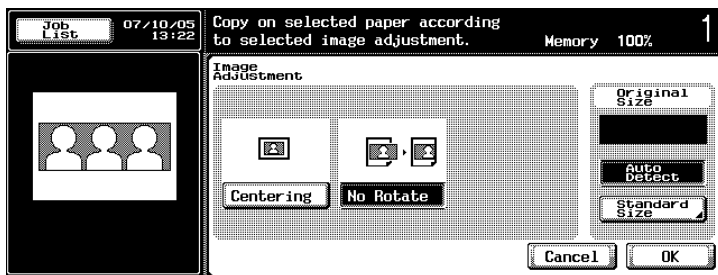 Job
List
07/10/05
13:22
Copy on selected paper according
to selected image adjustment.
Memory 100%
1
Image
Adjustment
Original
Size
Centering
No Rotate
Auto
Detect
Standard
Size
Cancel
OK